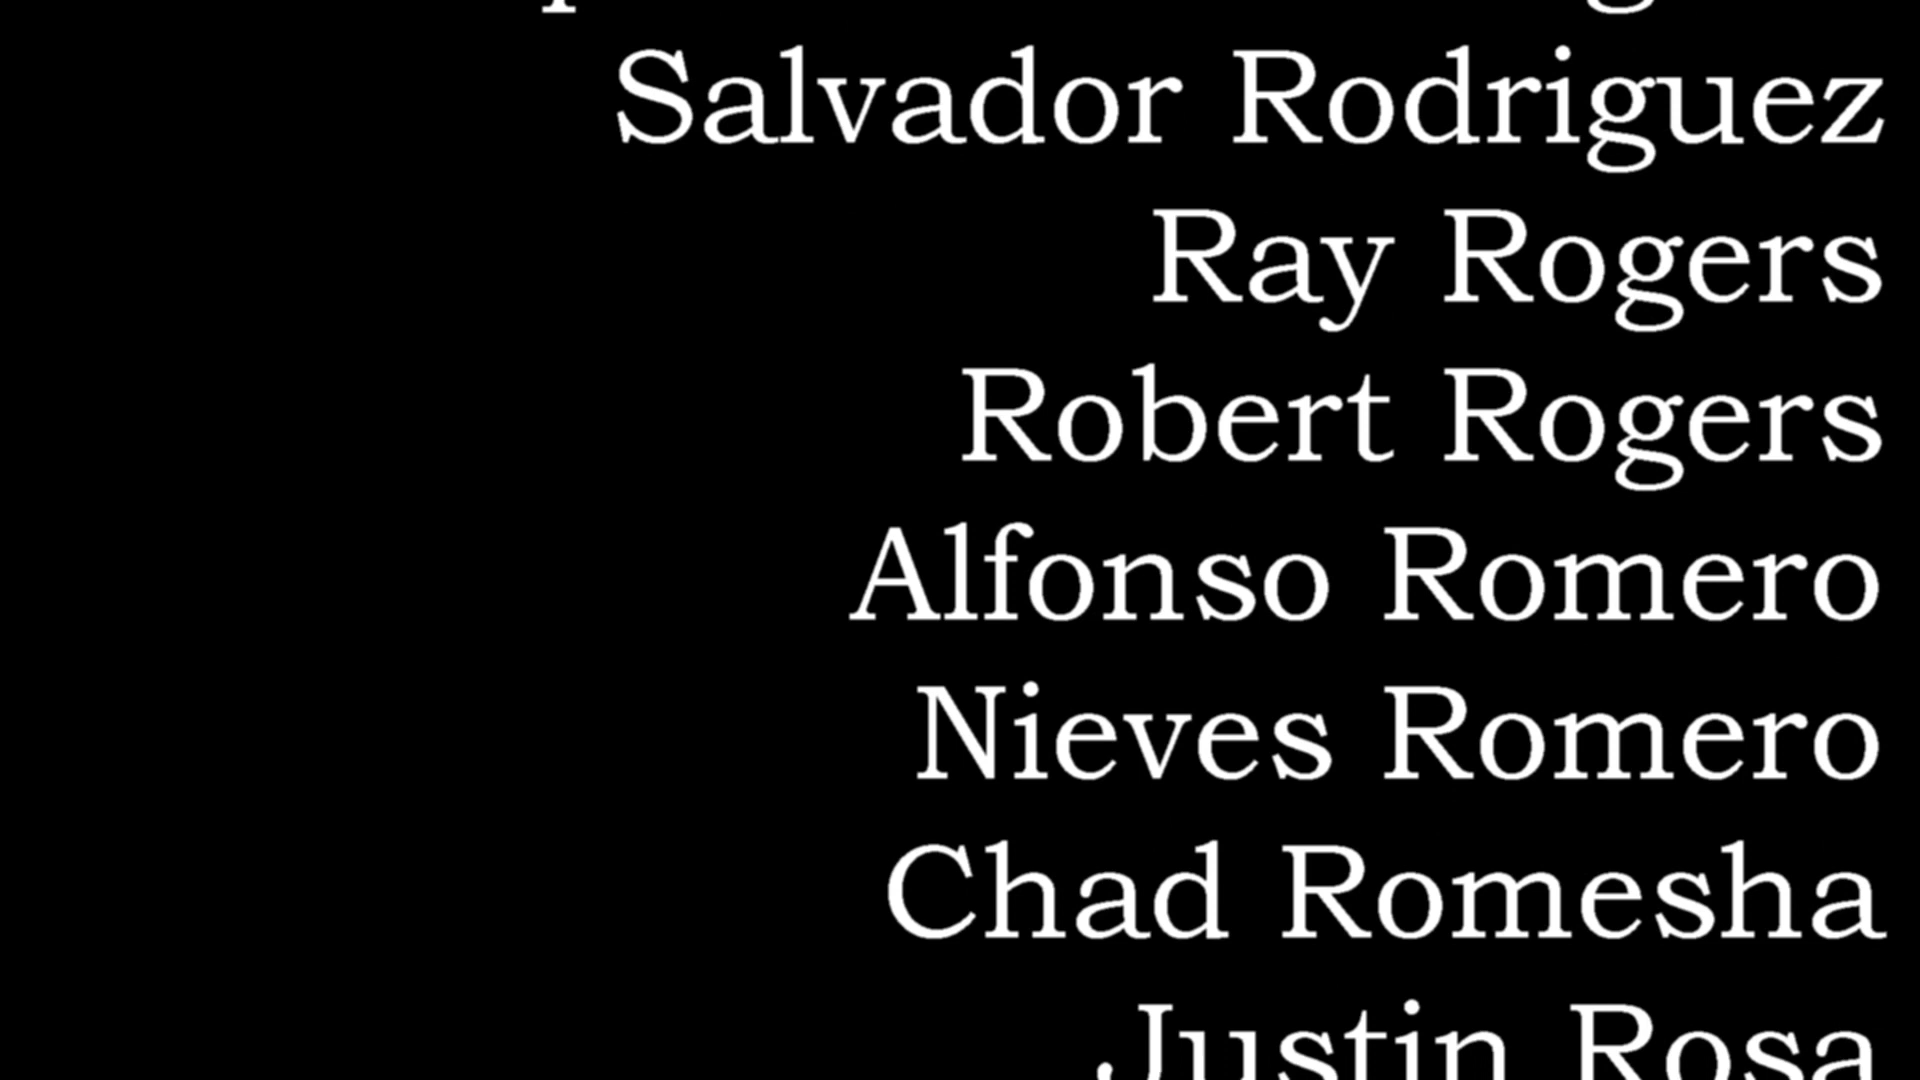 Salvador Rodriguez
Ray Rogers
Robert Rogers
Alfonso Romero
Nieves Romero
Chad Romesha
Justin Rosa